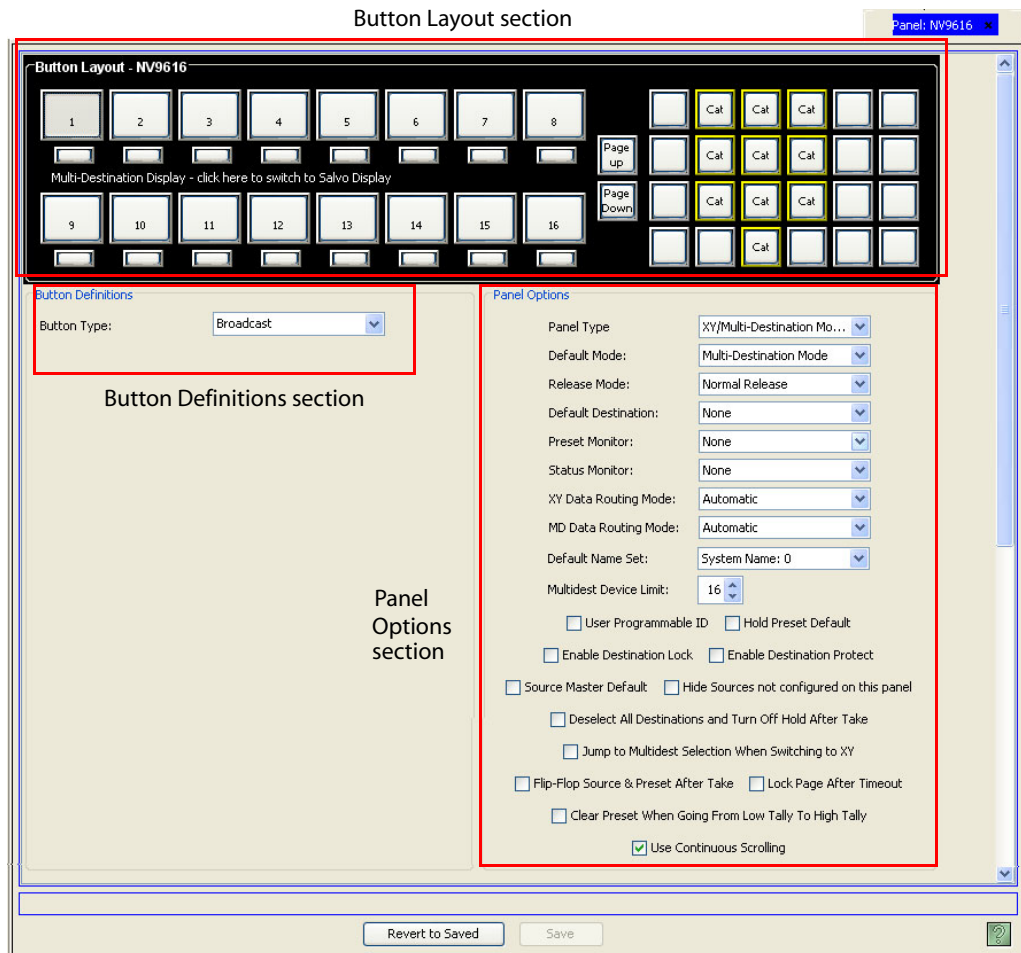 Button Layout section
Panel: NV9616 ×
Button Layout - NV9616
1 2 3 4 5 6 7 8
Cat Cat Cat
Page up
Cat Cat Cat
Multi-Destination Display - click here to switch to Salvo Display
Page Down
Cat Cat Cat
9 10 11 12 13 14 15 16
Cat
Button Definitions
Button Type: Broadcast
Button Definitions section
Panel Options
Panel Type XY/Multi-Destination Mo...
Default Mode: Multi-Destination Mode
Release Mode: Normal Release
Default Destination: None
Preset Monitor: None
Status Monitor: None
XY Data Routing Mode: Automatic
MD Data Routing Mode: Automatic
Default Name Set: System Name: 0
Multidest Device Limit: 16
Panel
Options
section
User Programmable ID Hold Preset Default
Enable Destination Lock Enable Destination Protect
Source Master Default Hide Sources not configured on this panel
Deselect All Destinations and Turn Off Hold After Take
Jump to Multidest Selection When Switching to XY
Flip-Flop Source & Preset After Take Lock Page After Timeout
Clear Preset When Going From Low Tally To High Tally
Use Continuous Scrolling
Revert to Saved Save ?